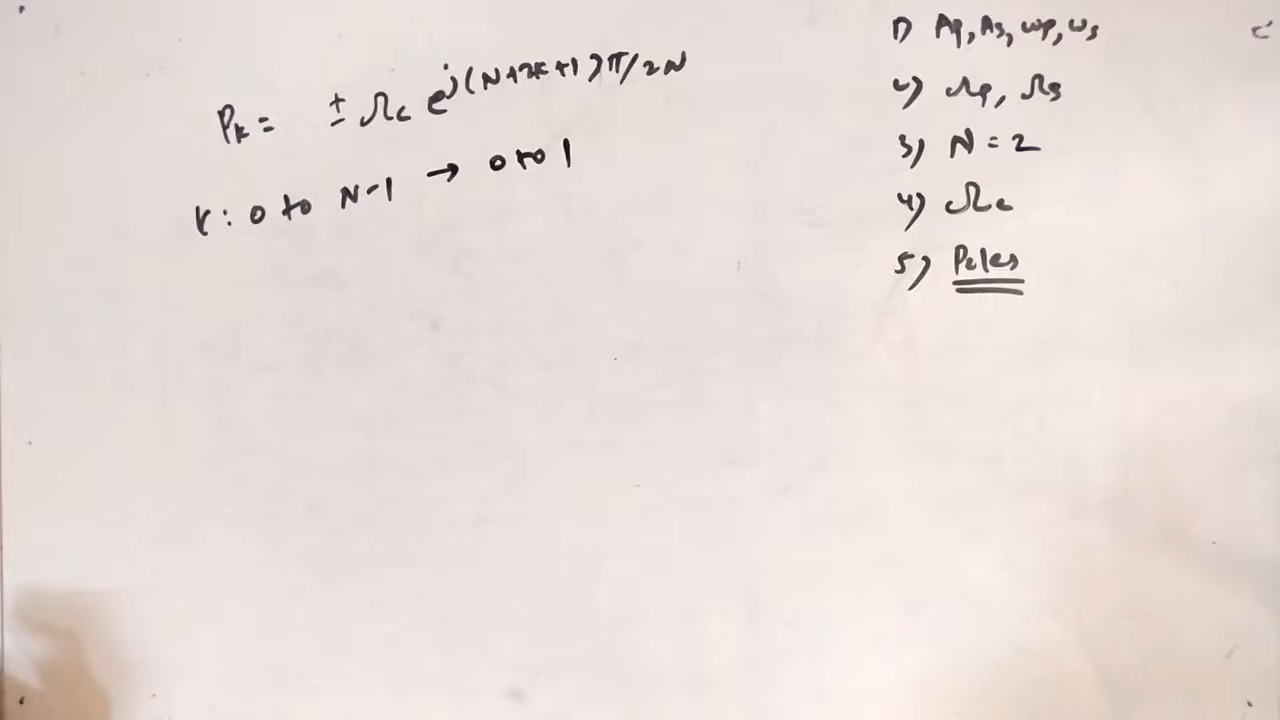 Pk = ± Ωc e^j(N+2k+1)π/2N
k: 0 to N-1 → 0 to 1
1) Ap, As, ωp, ωs
2) Ωp, Ωs
3) N = 2
4) Ωc
5) Poles